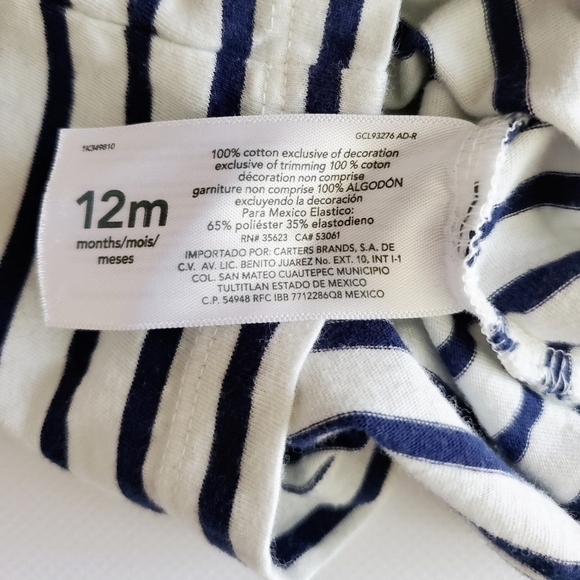 1K349810
GCL93276 AD-R
100% cotton exclusive of decoration
exclusive of trimming 100 % cotton
décoration non comprise
garniture non comprise 100% ALGODÓN
excluyendo la decoración
Para Mexico Elastico:
65% poliéster 35% elastodieno
RN# 35623 CA# 53061
12m
months/mois/
meses
IMPORTADO POR: CARTERS BRANDS, S.A. DE
C.V. AV. LIC. BENITO JUAREZ No. EXT. 10, INT I-1
COL. SAN MATEO CUAUTEPEC MUNICIPIO
TULTITLAN ESTADO DE MEXICO
C.P. 54948 RFC IBB 7712286Q8 MEXICO